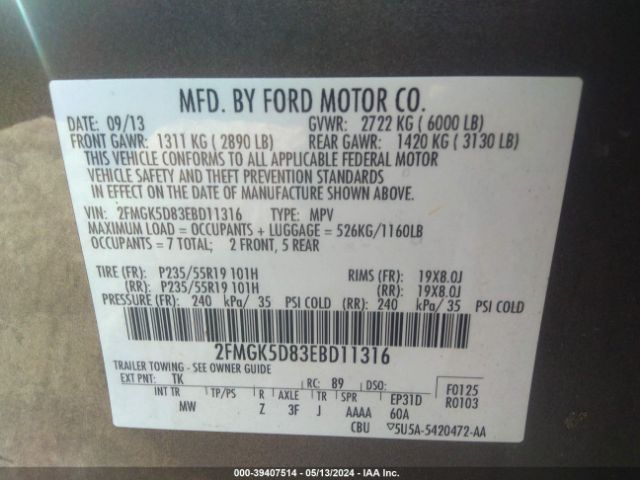 MFD. BY FORD MOTOR CO.
DATE: 09/13 GVWR: 2722 KG ( 6000 LB)
FRONT GAWR: 1311 KG ( 2890 LB) REAR GAWR: 1420 KG ( 3130 LB)
THIS VEHICLE CONFORMS TO ALL APPLICABLE FEDERAL MOTOR
VEHICLE SAFETY AND THEFT PREVENTION STANDARDS
IN EFFECT ON THE DATE OF MANUFACTURE SHOWN ABOVE.
VIN: 2FMGK5D83EBD11316 TYPE: MPV
MAXIMUM LOAD = OCCUPANTS + LUGGAGE = 526KG/1160LB
OCCUPANTS = 7 TOTAL; 2 FRONT, 5 REAR
TIRE (FR): P235/55R19 101H RIMS (FR): 19X8.0J
(RR): P235/55R19 101H (RR): 19X8.0J
PRESSURE (FR): 240 kPa/ 35 PSI COLD (RR): 240 kPa/ 35 PSI COLD
2FMGK5D83EBD11316
TRAILER TOWING - SEE OWNER GUIDE
EXT PNT: TK RC: 89 DSO: F0125
INT TR TP/PS R AXLE TR SPR EP31D R0103
MW Z 3F J AAAA 60A
CBU ▽5U5A-5420472-AA
000-39407514 - 05/13/2024 - IAA Inc.